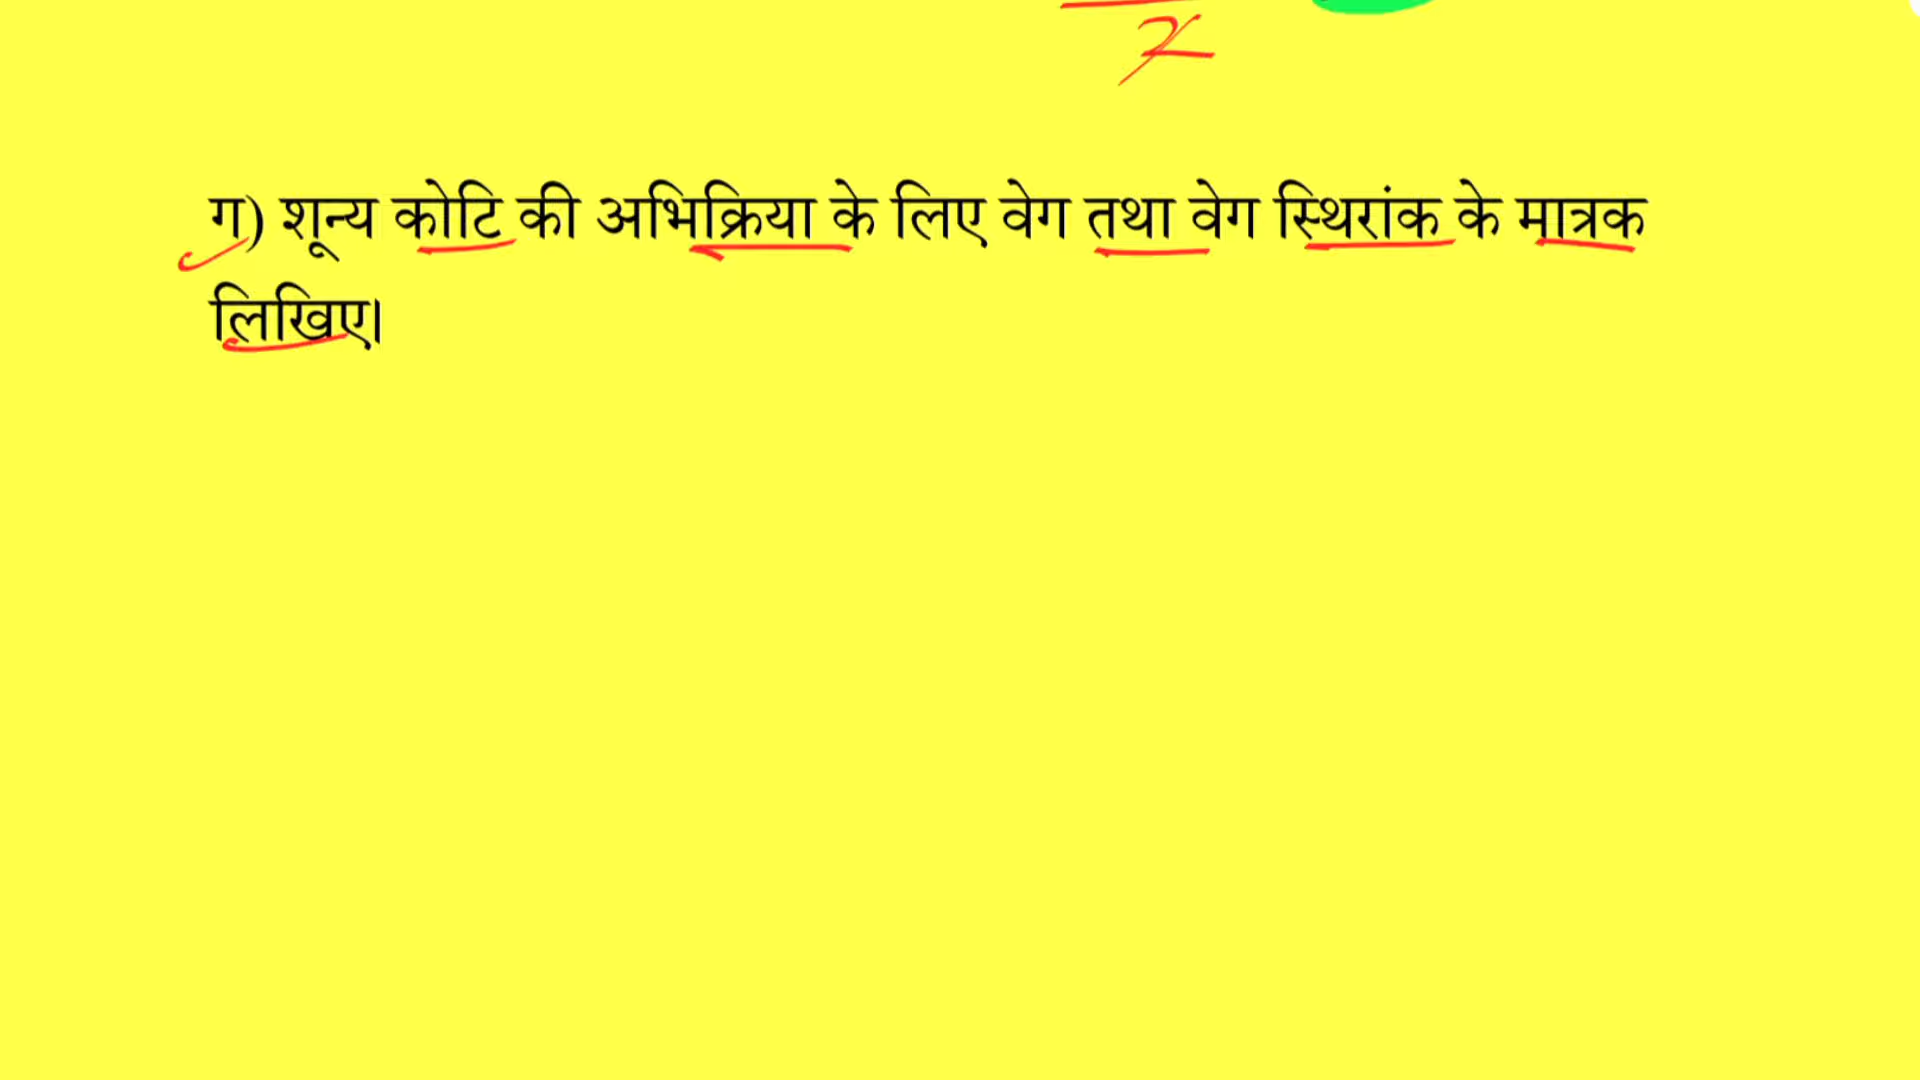 ग) शून्य कोटि की अभिक्रिया के लिए वेग तथा वेग स्थिरांक के मात्रक
लिखिए।